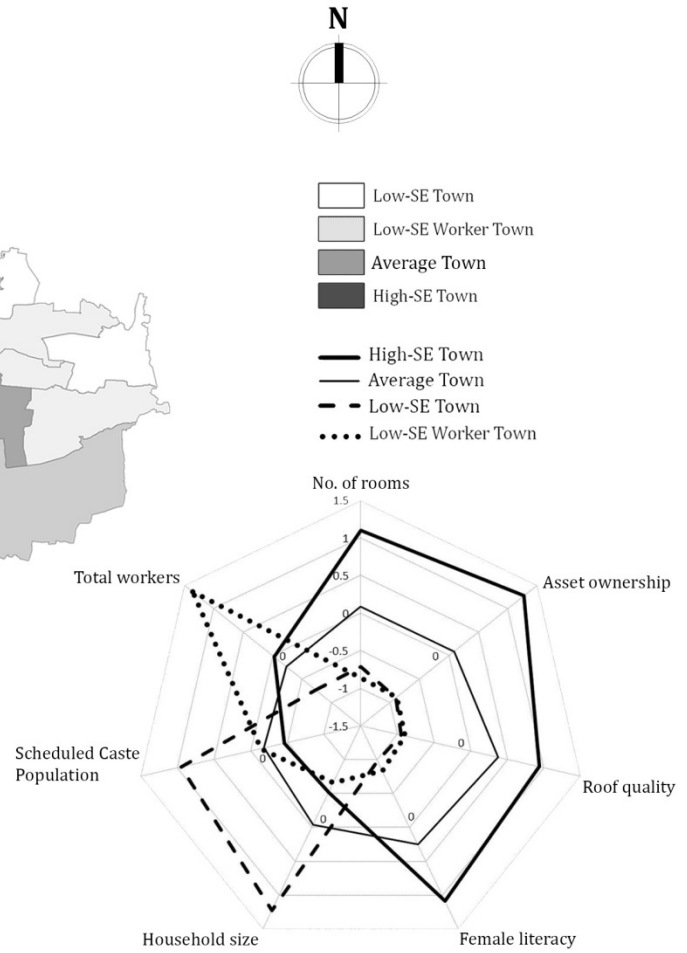 N
Low-SE Town
Low-SE Worker Town
Average Town
High-SE Town
High-SE Town
Average Town
Low-SE Town
Low-SE Worker Town
No. of rooms
1.5
1
0.5
0
-0.5
-1
-1.5
Total workers
Asset ownership
0
0
Scheduled Caste
Population
0
0
Roof quality
0
0
Household size
Female literacy